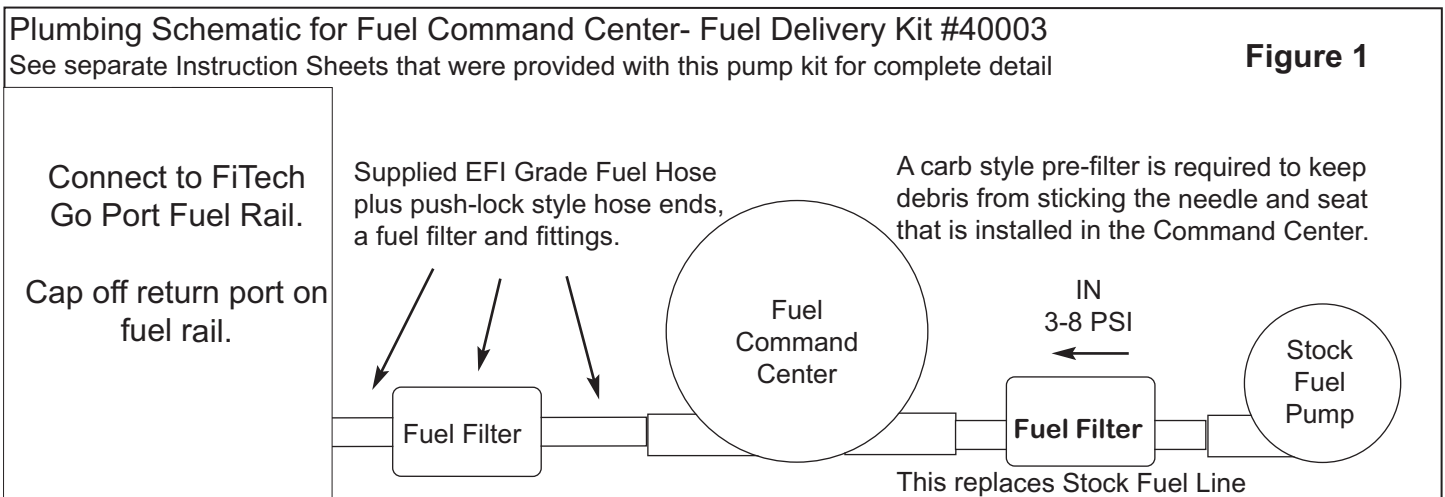 Plumbing Schematic for Fuel Command Center- Fuel Delivery Kit #40003
See separate Instruction Sheets that were provided with this pump kit for complete detail
Figure 1
Connect to FiTech
Go Port Fuel Rail.
Cap off return port on
fuel rail.
Supplied EFI Grade Fuel Hose
plus push-lock style hose ends,
a fuel filter and fittings.
A carb style pre-filter is required to keep
debris from sticking the needle and seat
that is installed in the Command Center.
IN
3-8 PSI
Fuel Filter
Fuel
Command
Center
Fuel Filter
Stock
Fuel
Pump
This replaces Stock Fuel Line